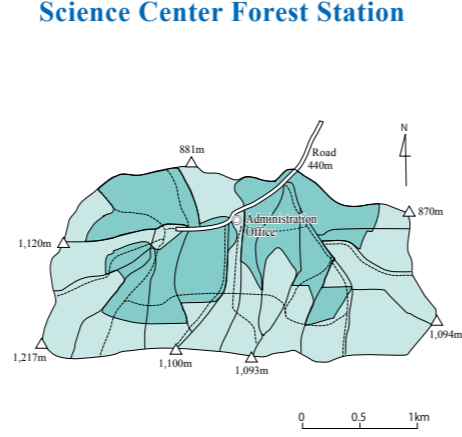 Science Center Forest Station
N
881m
Road
440m
Administration
Office
870m
1,120m
1,217m
1,100m
1,093m
1,094m
0 0.5 1km